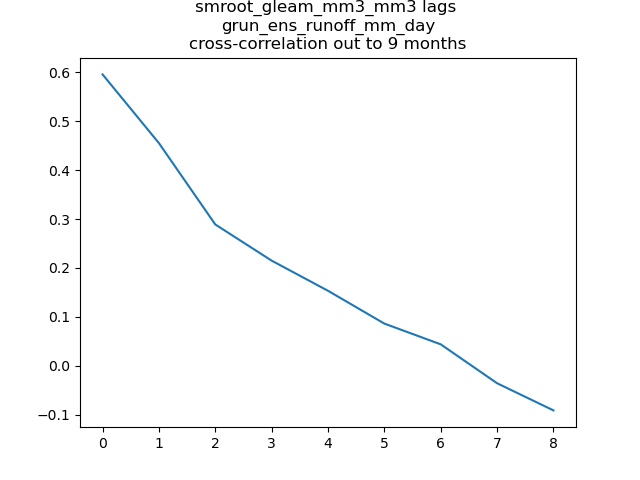 smroot_gleam_mm3_mm3 lags
grun_ens_runoff_mm_day
cross-correlation out to 9 months
0.6
0.5
0.4
0.3
0.2
0.1
0.0
−0.1
0 1 2 3 4 5 6 7 8